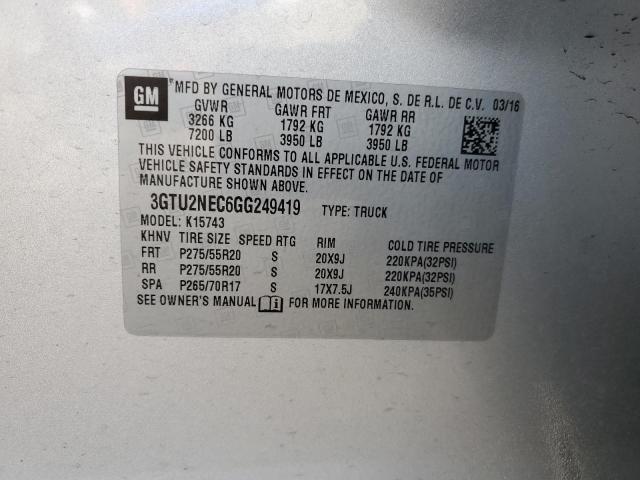 GM
MFD BY GENERAL MOTORS DE MEXICO, S. DE R.L. DE C.V. 03/16
GVWR GAWR FRT GAWR RR
3266 KG 1792 KG 1792 KG
7200 LB 3950 LB 3950 LB
THIS VEHICLE CONFORMS TO ALL APPLICABLE U.S. FEDERAL MOTOR
VEHICLE SAFETY STANDARDS IN EFFECT ON THE DATE OF
MANUFACTURE SHOWN ABOVE.
3GTU2NEC6GG249419 TYPE: TRUCK
MODEL: K15743
KHNV TIRE SIZE SPEED RTG RIM COLD TIRE PRESSURE
FRT P275/55R20 S 20X9J 220KPA(32PSI)
RR P275/55R20 S 20X9J 220KPA(32PSI)
SPA P265/70R17 S 17X7.5J 240KPA(35PSI)
SEE OWNER'S MANUAL FOR MORE INFORMATION.